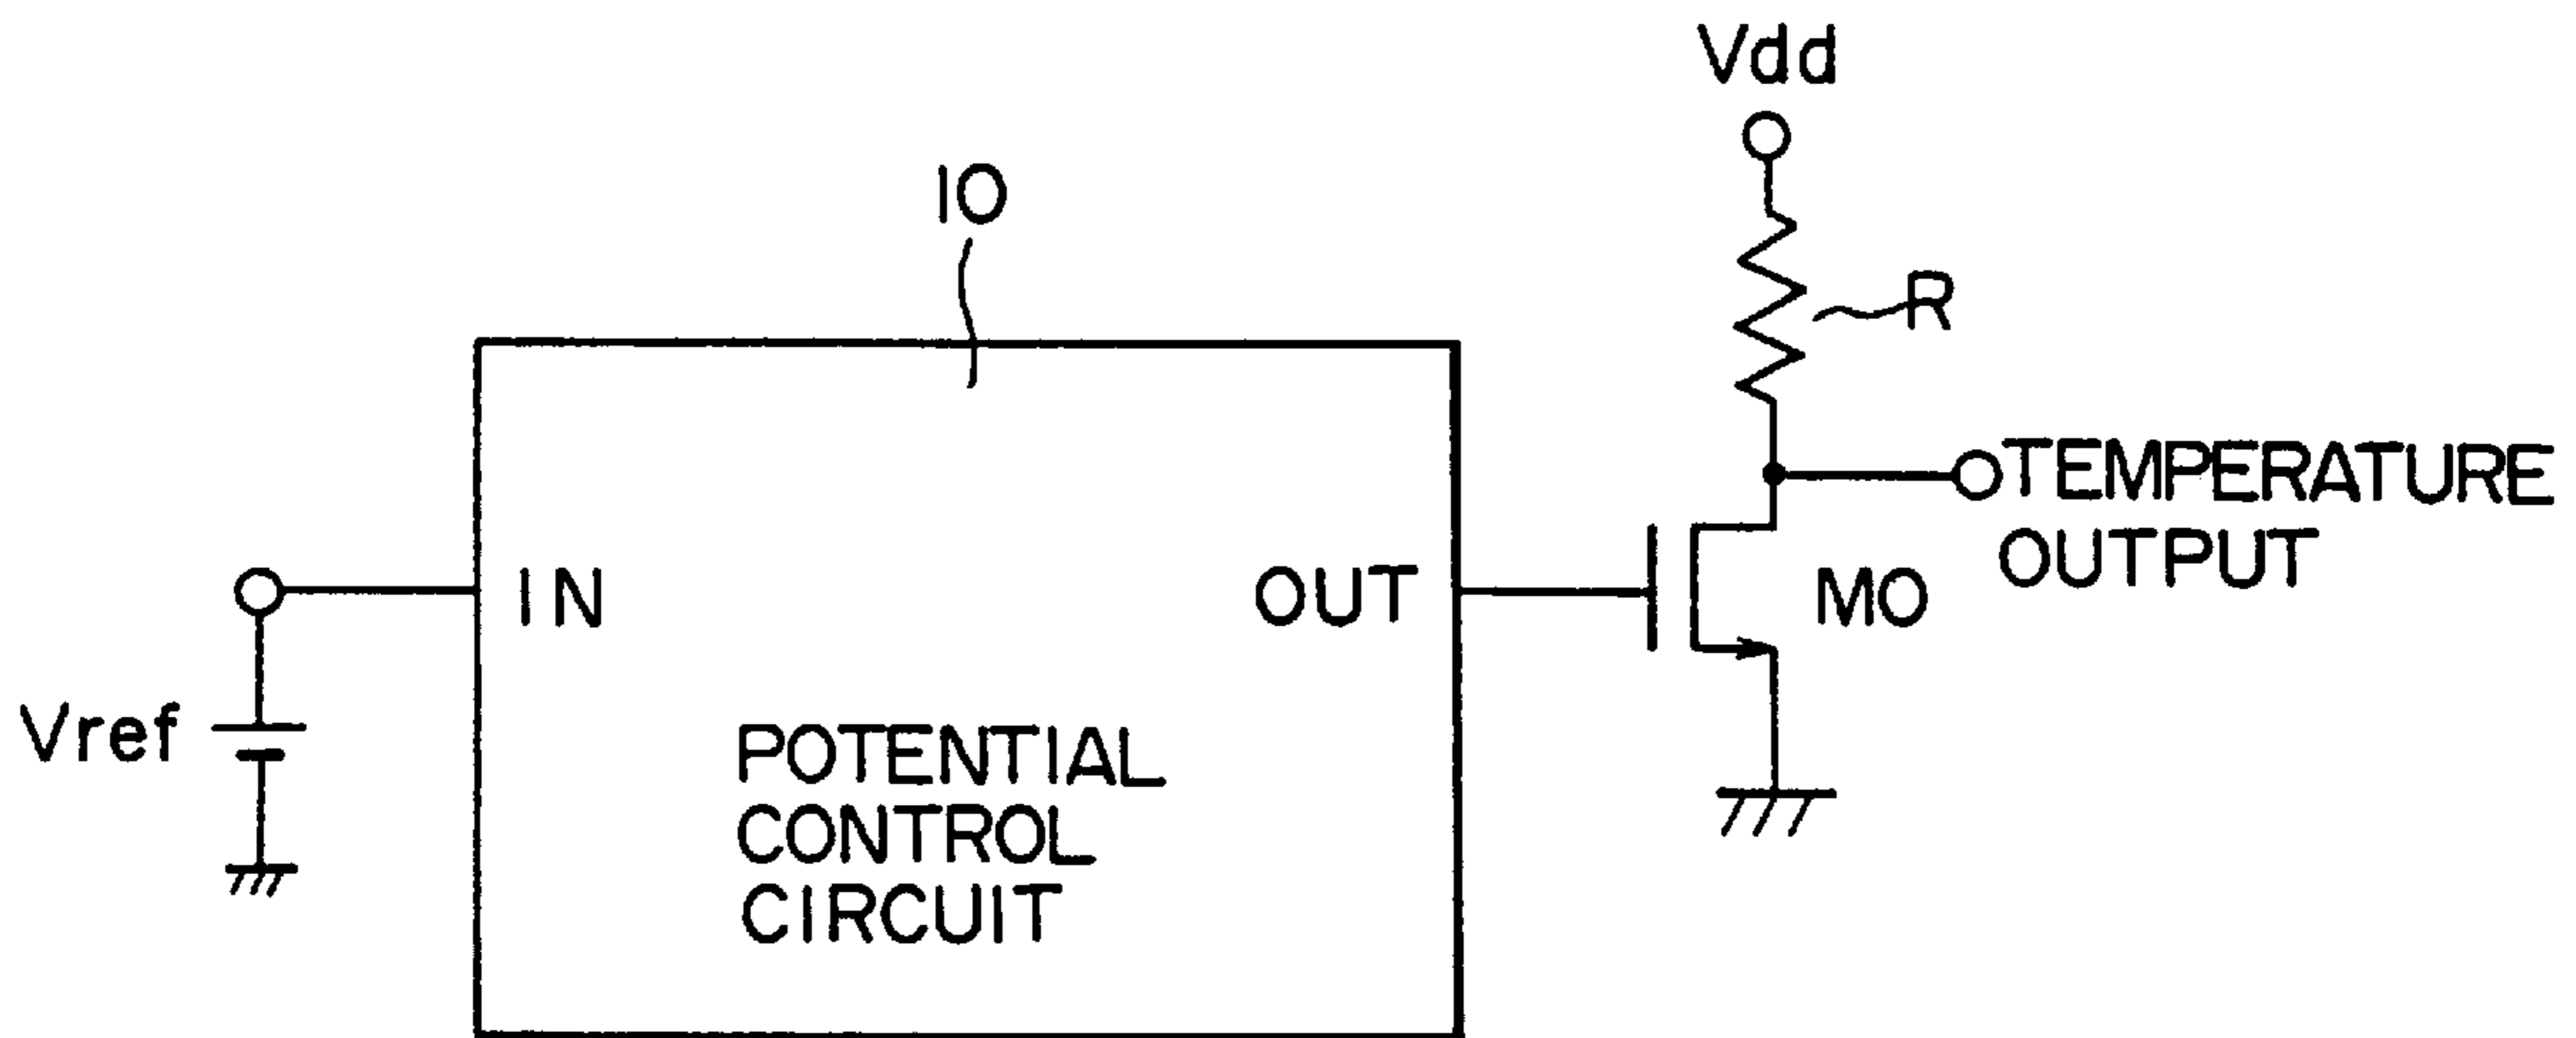 Vdd
10
R
TEMPERATURE
OUTPUT
IN
OUT
M0
Vref
POTENTIAL
CONTROL
CIRCUIT